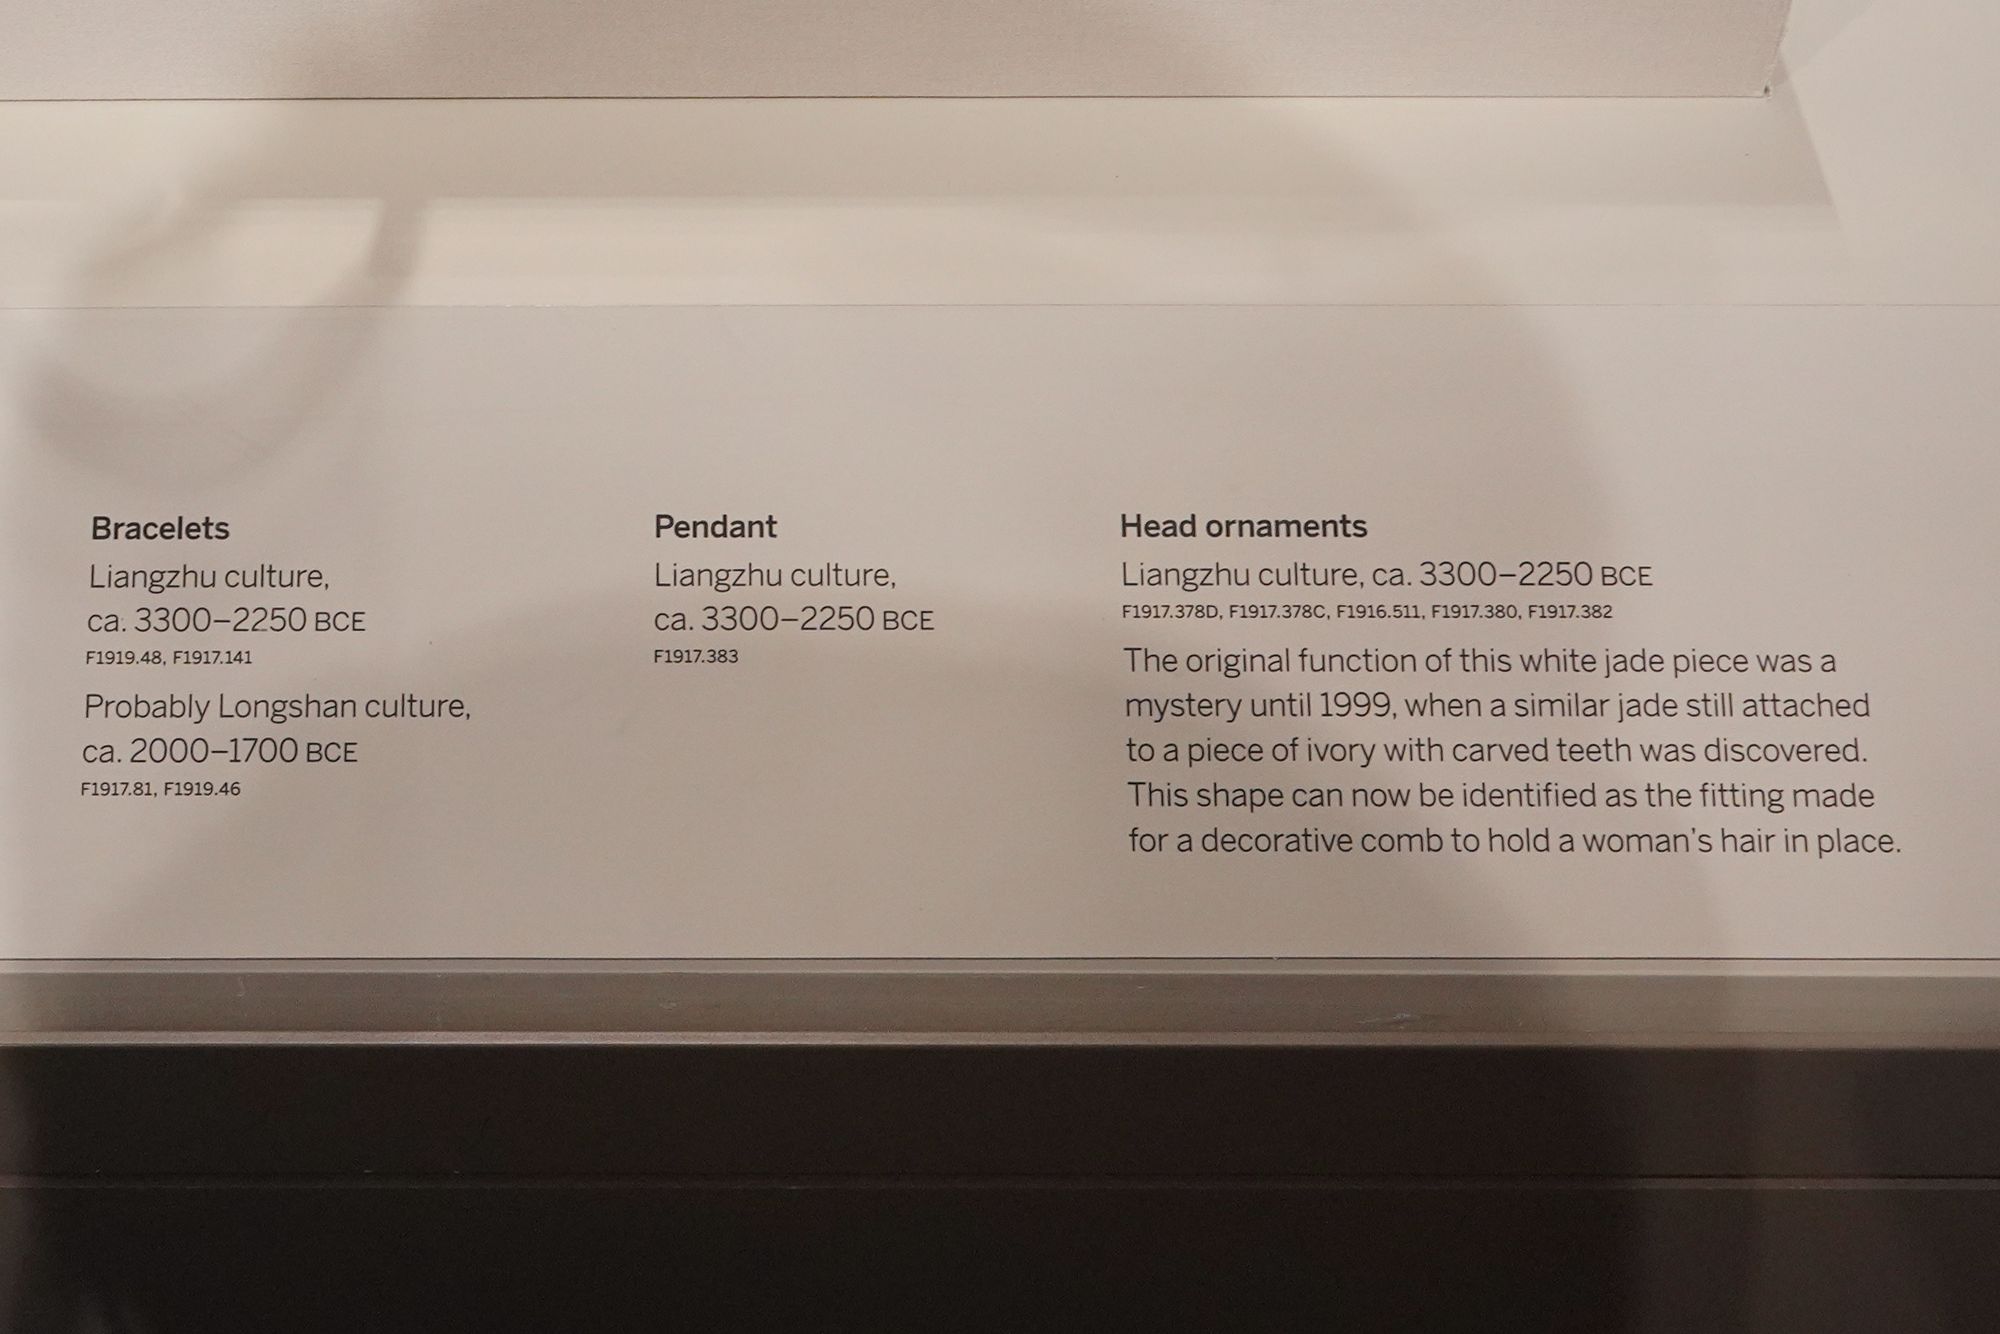 Bracelets
Liangzhu culture,
ca. 3300–2250 BCE
F1919.48, F1917.141
Probably Longshan culture,
ca. 2000–1700 BCE
F1917.81, F1919.46
Pendant
Liangzhu culture,
ca. 3300–2250 BCE
F1917.383
Head ornaments
Liangzhu culture, ca. 3300–2250 BCE
F1917.378D, F1917.378C, F1916.511, F1917.380, F1917.382
The original function of this white jade piece was a
mystery until 1999, when a similar jade still attached
to a piece of ivory with carved teeth was discovered.
This shape can now be identified as the fitting made
for a decorative comb to hold a woman's hair in place.